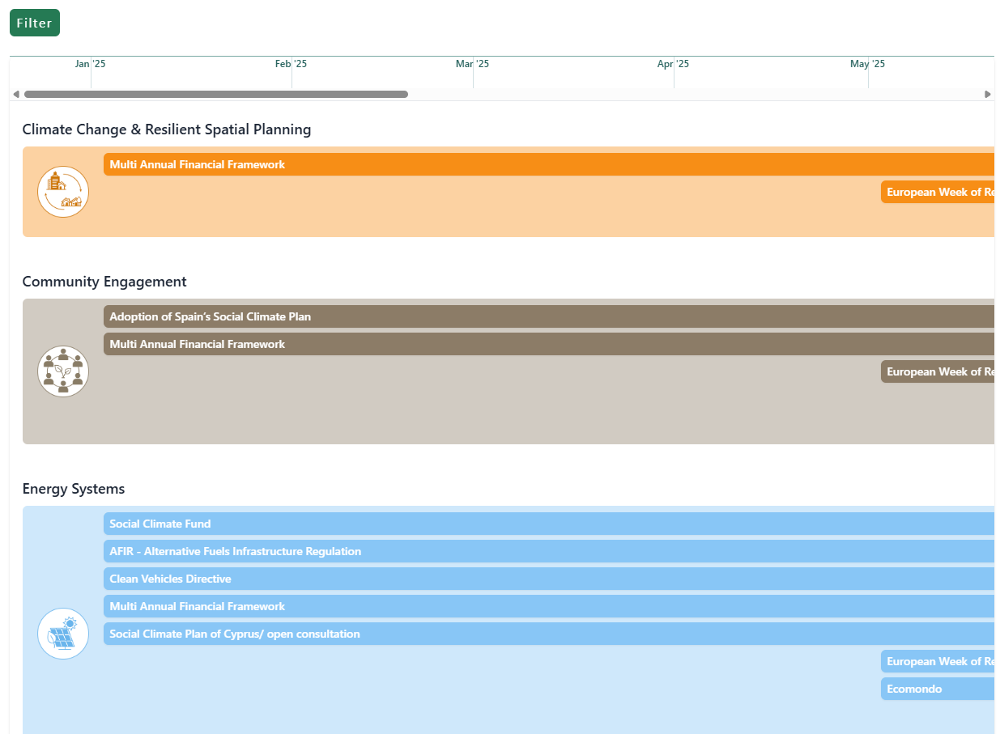 Filter
Jan '25 Feb '25 Mar '25 Apr '25 May '25
Climate Change & Resilient Spatial Planning
Multi Annual Financial Framework
European Week of Re
Community Engagement
Adoption of Spain's Social Climate Plan
Multi Annual Financial Framework
European Week of Re
Energy Systems
Social Climate Fund
AFIR - Alternative Fuels Infrastructure Regulation
Clean Vehicles Directive
Multi Annual Financial Framework
Social Climate Plan of Cyprus/ open consultation
European Week of Re
Ecomondo